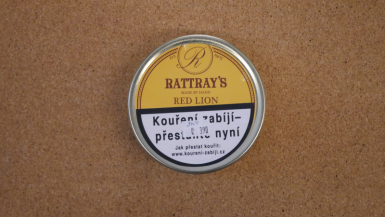 R
RATTRAY'S
RED LION
Kouření zabíjí–
přestaňte nyní
Jak přestat kouřit:
www.koureni-zabiji.cz